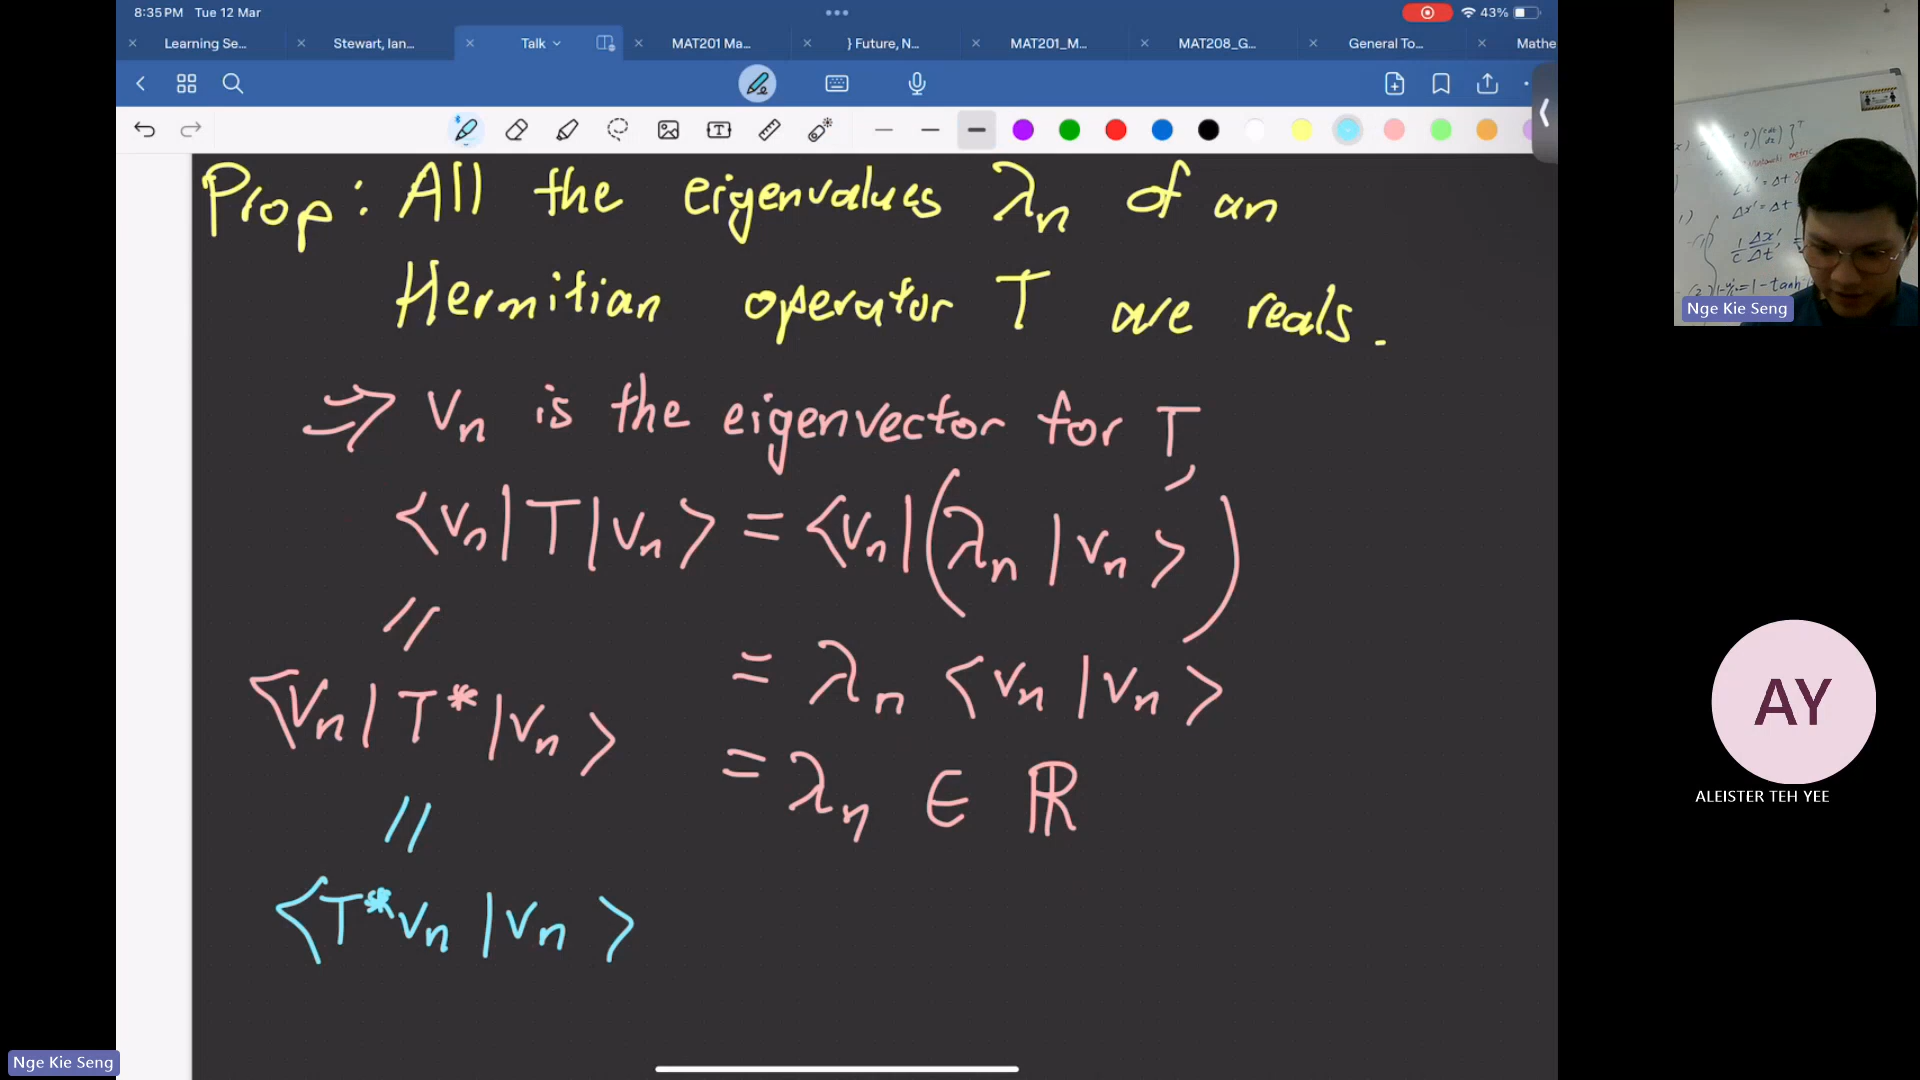 8:35 PM Tue 12 Mar
43%
Learning Se...
Stewart, Ian,...
Talk
MAT201 Ma...
} Future, N...
MAT201_M...
MAT208_G...
General To...
Mathe
Prop: All the eigenvalues λn of an
Hermitian operator T are reals.
⇒ vn is the eigenvector for T,
<vn|T|vn> = <vn|(λn|vn>)
//
= λn <vn|vn>
<vn|T*|vn>
= λn ∈ ℝ
//
<T*vn|vn>
Nge Kie Seng
Δx' = Δt
AY
ALEISTER TEH YEE
Nge Kie Seng